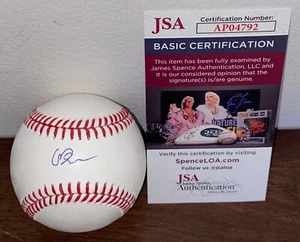 JSA
Certification Number:
AP04792
BASIC CERTIFICATION
This item has been fully examined by
James Spence Authentication, LLC and it
is our considered opinion that the
signature(s) is/are genuine.
Verify this certification by visiting
SpenceLOA.com
Follow us @jsaloa
JSA
Authentication